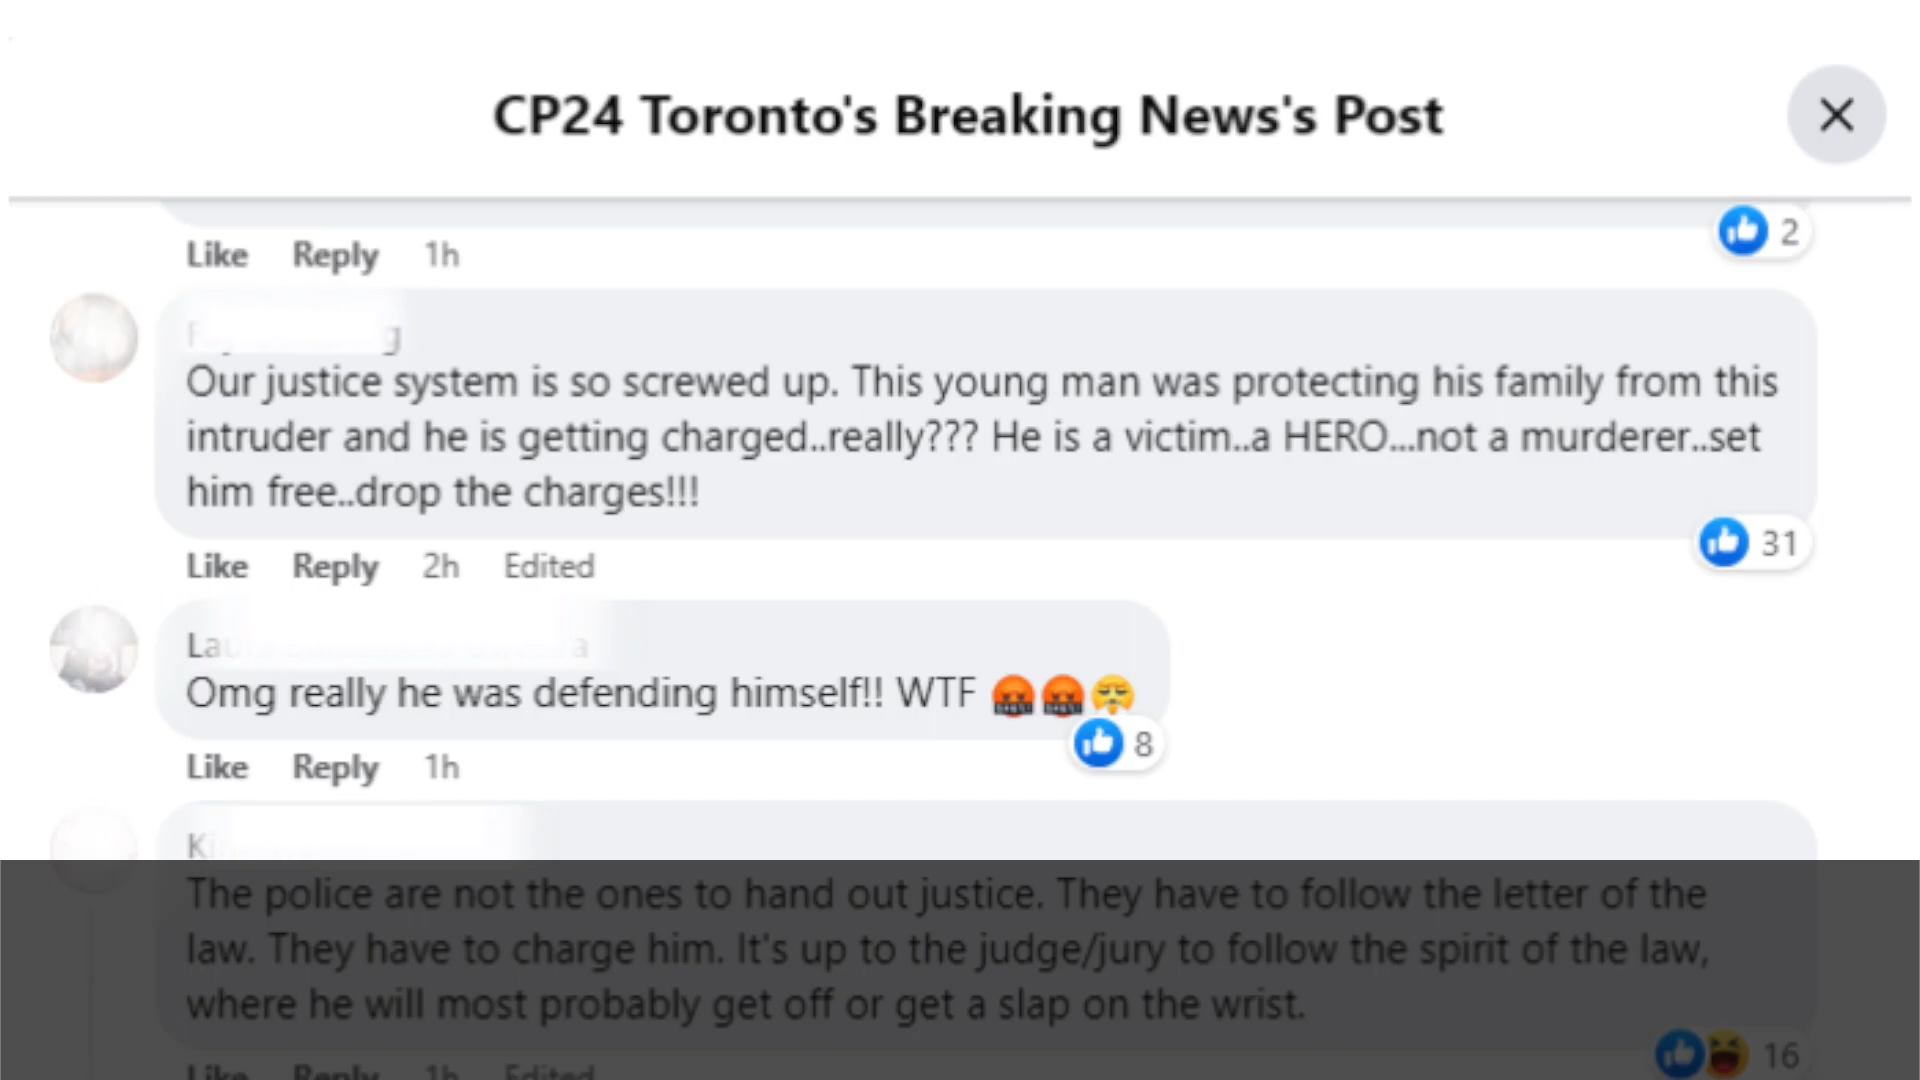 CP24 Toronto's Breaking News's Post
2
Like Reply 1h
Our justice system is so screwed up. This young man was protecting his family from this
intruder and he is getting charged..really??? He is a victim..a HERO...not a murderer..set
him free..drop the charges!!!
31
Like Reply 2h Edited
Omg really he was defending himself!! WTF 🤬🤬😤
8
Like Reply 1h
The police are not the ones to hand out justice. They have to follow the letter of the
law. They have to charge him. It's up to the judge/jury to follow the spirit of the law,
where he will most probably get off or get a slap on the wrist.
16
Like Reply 1h Edited